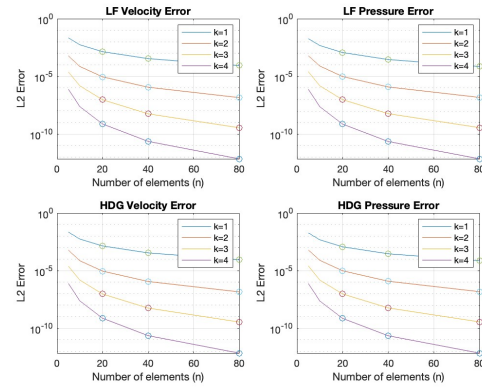 LF Velocity Error
10^0
10^-5
10^-10
L2 Error
0 20 40 60 80
Number of elements (n)
k=1
k=2
k=3
k=4
LF Pressure Error
10^0
10^-5
10^-10
L2 Error
0 20 40 60 80
Number of elements (n)
k=1
k=2
k=3
k=4
HDG Velocity Error
10^0
10^-5
10^-10
L2 Error
0 20 40 60 80
Number of elements (n)
k=1
k=2
k=3
k=4
HDG Pressure Error
10^0
10^-5
10^-10
L2 Error
0 20 40 60 80
Number of elements (n)
k=1
k=2
k=3
k=4